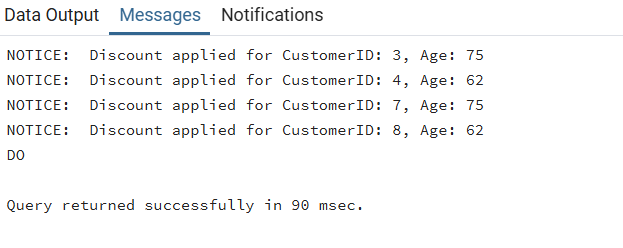 Data Output Messages Notifications
NOTICE:  Discount applied for CustomerID: 3, Age: 75
NOTICE:  Discount applied for CustomerID: 4, Age: 62
NOTICE:  Discount applied for CustomerID: 7, Age: 75
NOTICE:  Discount applied for CustomerID: 8, Age: 62
DO
Query returned successfully in 90 msec.